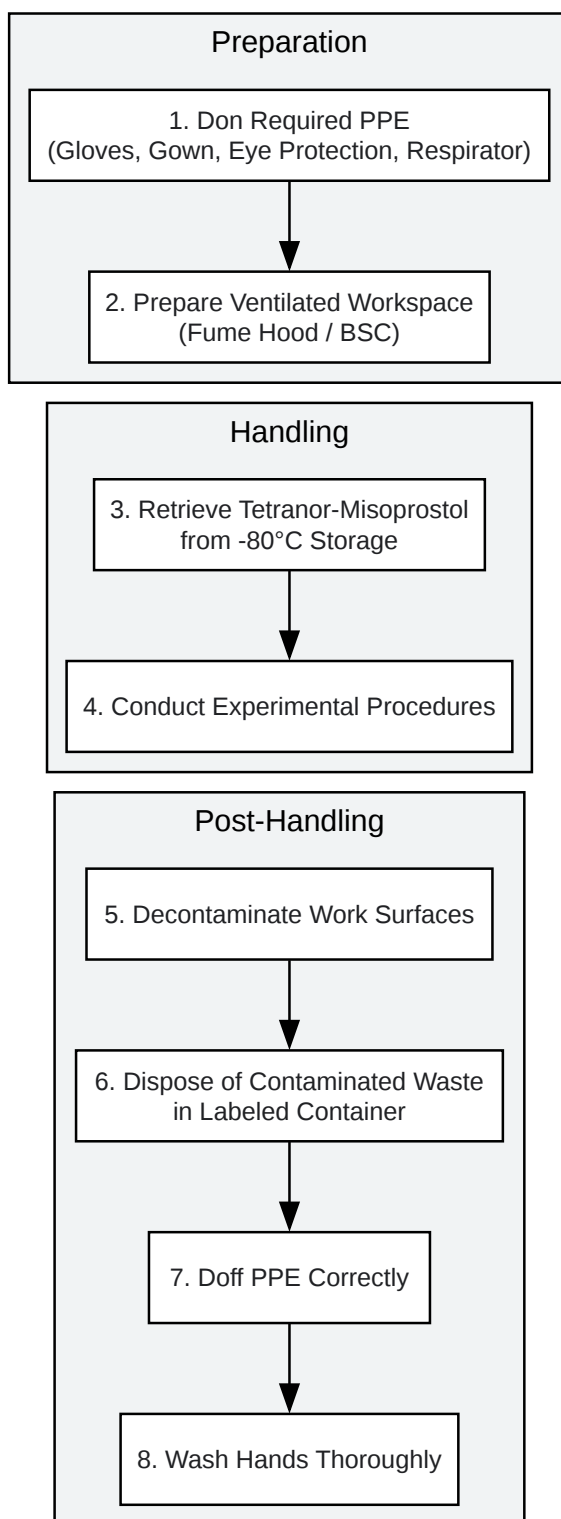 Preparation
1. Don Required PPE
(Gloves, Gown, Eye Protection, Respirator)
2. Prepare Ventilated Workspace
(Fume Hood / BSC)
Handling
3. Retrieve Tetranor-Misoprostol
from -80°C Storage
4. Conduct Experimental Procedures
Post-Handling
5. Decontaminate Work Surfaces
6. Dispose of Contaminated Waste
in Labeled Container
7. Doff PPE Correctly
8. Wash Hands Thoroughly